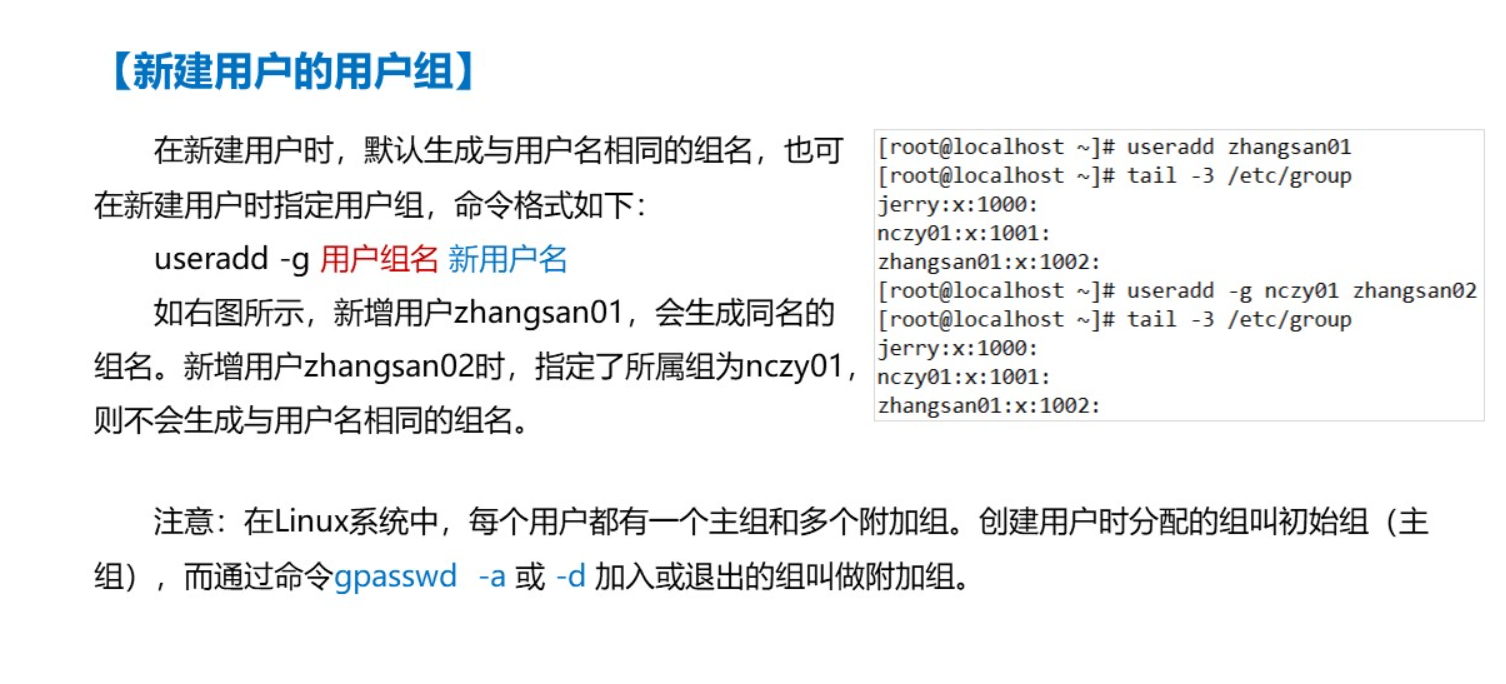 【新建用户的用户组】
在新建用户时，默认生成与用户名相同的组名，也可
在新建用户时指定用户组，命令格式如下：
useradd -g 用户组名 新用户名
如右图所示，新增用户zhangsan01，会生成同名的
组名。新增用户zhangsan02时，指定了所属组为nczy01，
则不会生成与用户名相同的组名。
[root@localhost ~]# useradd zhangsan01
[root@localhost ~]# tail -3 /etc/group
jerry:x:1000:
nczy01:x:1001:
zhangsan01:x:1002:
[root@localhost ~]# useradd -g nczy01 zhangsan02
[root@localhost ~]# tail -3 /etc/group
jerry:x:1000:
nczy01:x:1001:
zhangsan01:x:1002:
注意：在Linux系统中，每个用户都有一个主组和多个附加组。创建用户时分配的组叫初始组（主
组），而通过命令gpasswd -a 或 -d 加入或退出的组叫做附加组。